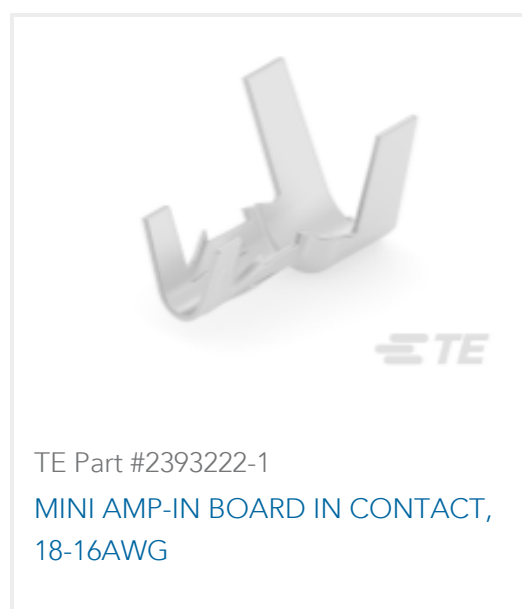 TE
TE Part #2393222-1
MINI AMP-IN BOARD IN CONTACT,
18-16AWG